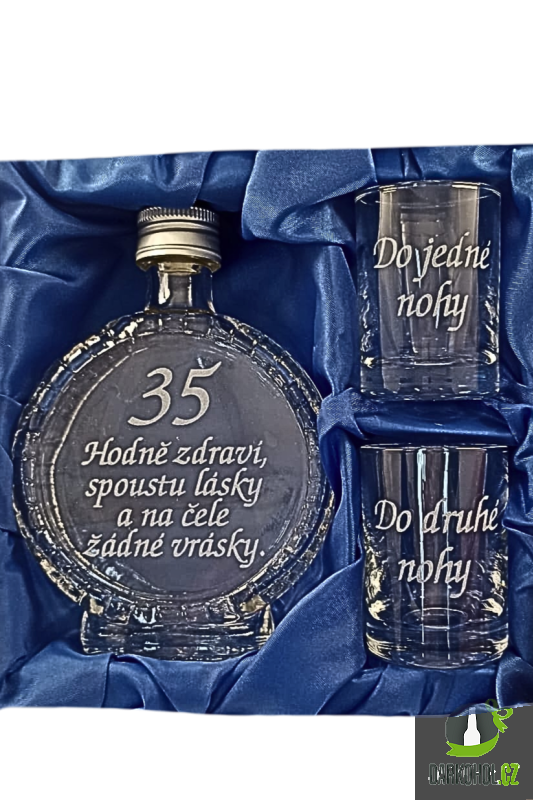 35
Hodně zdraví,
spoustu lásky
a na čele
žádné vrásky.
Do jedné
nohy
Do druhé
nohy
DARKOHOL.CZ